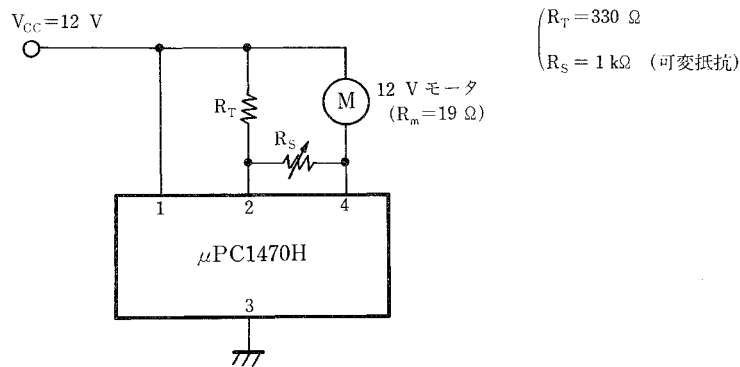 V_CC=12 V
R_T=330 Ω
R_S=1 kΩ (可変抵抗)
R_T
M
12 Vモータ
(R_m=19 Ω)
R_S
1
2
4
μPC1470H
3